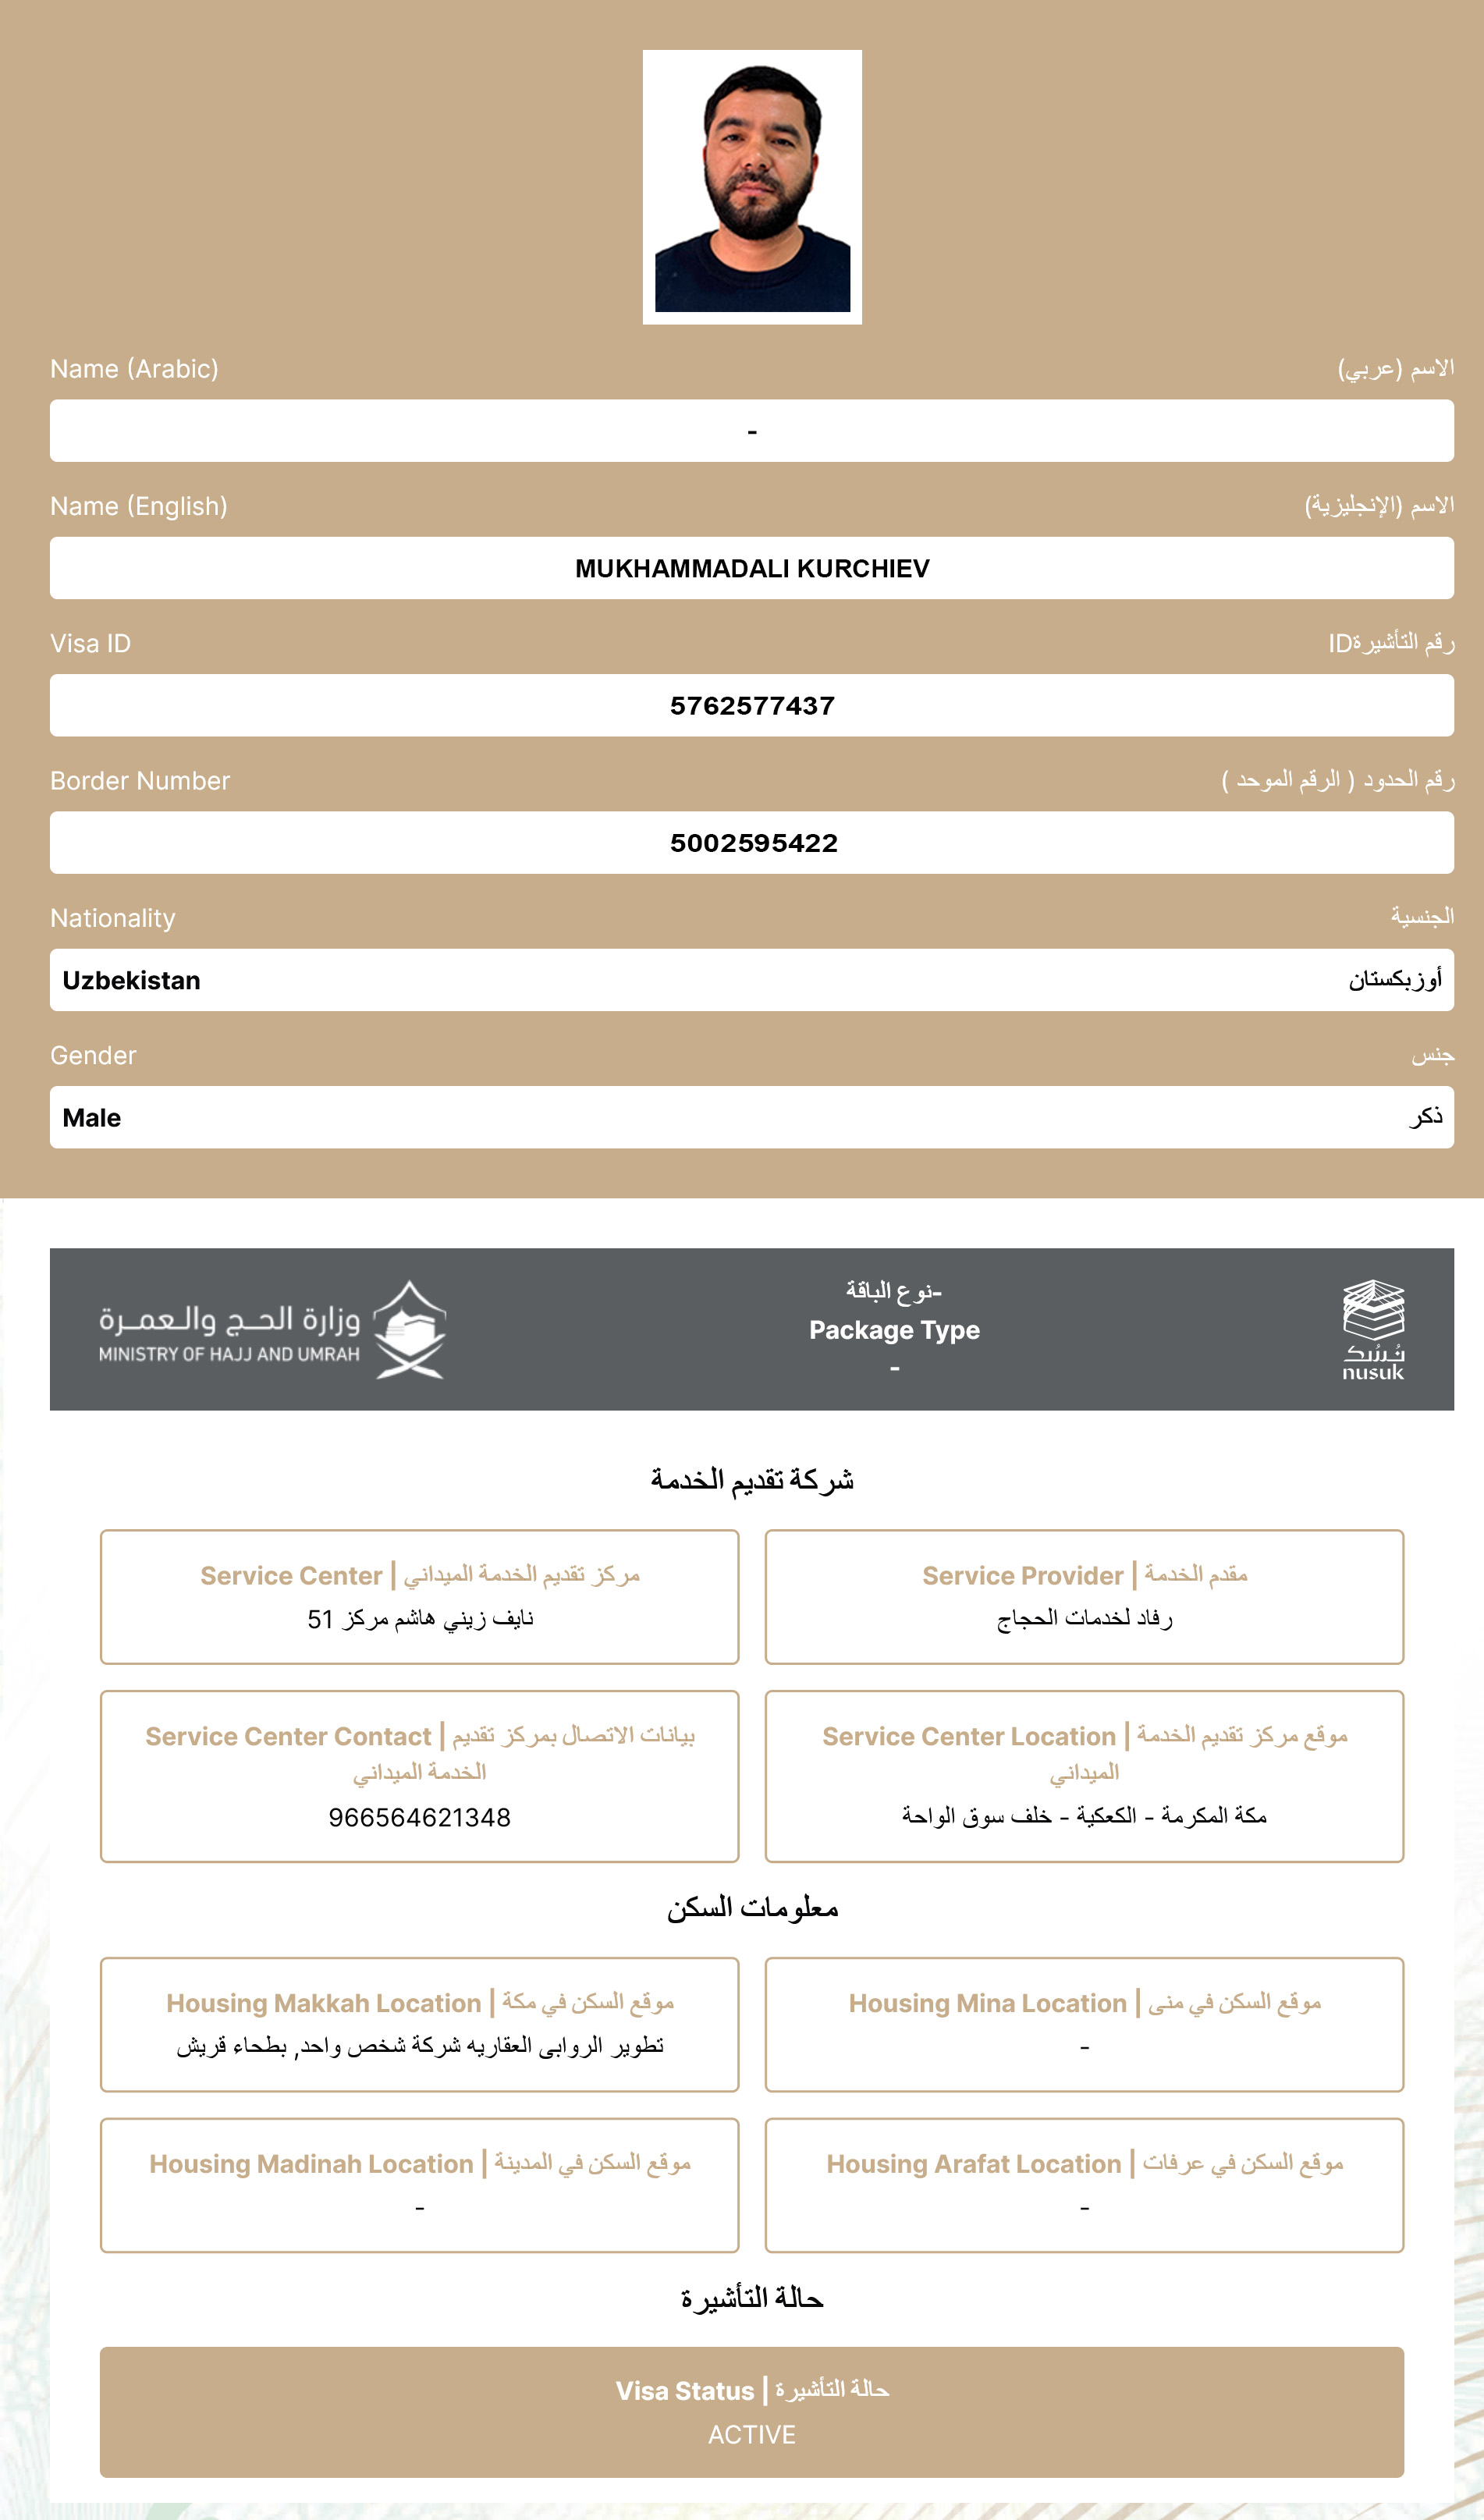 Name (Arabic) الاسم (عربي)
-
Name (English) الاسم (الإنجليزية)
MUKHAMMADALI KURCHIEV
Visa ID رقم التأشيرةID
5762577437
Border Number رقم الحدود ( الرقم الموحد )
5002595422
Nationality الجنسية
Uzbekistan أوزبكستان
Gender جنس
Male ذكر
وزارة الحج والعمرة
MINISTRY OF HAJJ AND UMRAH
-نوع الباقة
Package Type
-
نُسُك
nusuk
شركة تقديم الخدمة
Service Center | مركز تقديم الخدمة الميداني
نايف زيني هاشم مركز 51
Service Provider | مقدم الخدمة
رفاد لخدمات الحجاج
Service Center Contact | بيانات الاتصال بمركز تقديم
الخدمة الميداني
966564621348
Service Center Location | موقع مركز تقديم الخدمة
الميداني
مكة المكرمة - الكعكية - خلف سوق الواحة
معلومات السكن
Housing Makkah Location | موقع السكن في مكة
تطوير الروابى العقاريه شركة شخص واحد, بطحاء قريش
Housing Mina Location | موقع السكن في منى
-
Housing Madinah Location | موقع السكن في المدينة
-
Housing Arafat Location | موقع السكن في عرفات
-
حالة التأشيرة
Visa Status | حالة التأشيرة
ACTIVE